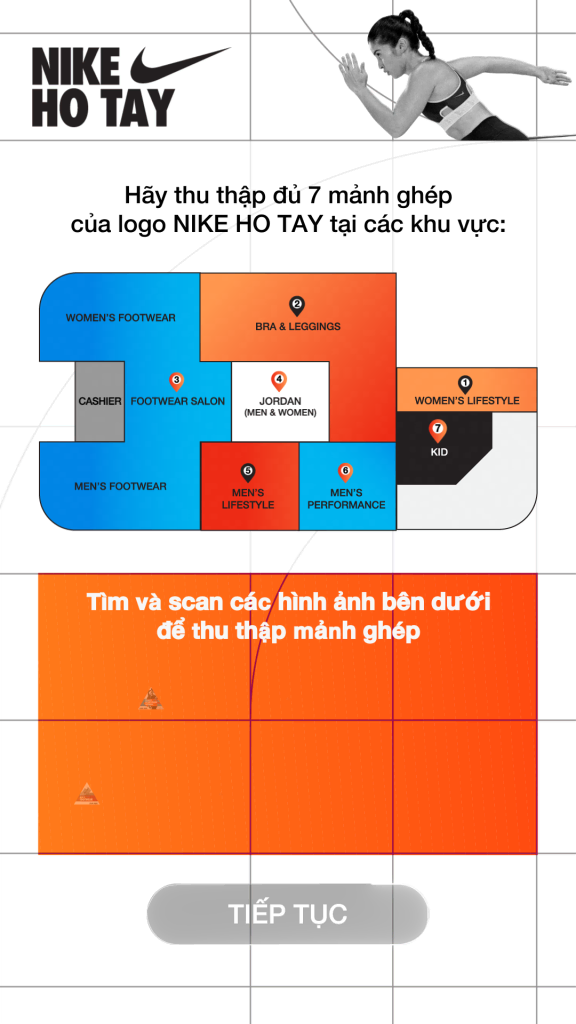 NIKE
HO TAY
Hãy thu thập đủ 7 mảnh ghép
của logo NIKE HO TAY tại các khu vực:
WOMEN'S FOOTWEAR
2
BRA & LEGGINGS
CASHIER
3
FOOTWEAR SALON
4
JORDAN
(MEN & WOMEN)
1
WOMEN'S LIFESTYLE
7
KID
MEN'S FOOTWEAR
5
MEN'S
LIFESTYLE
6
MEN'S
PERFORMANCE
Tìm và scan các hình ảnh bên dưới
để thu thập mảnh ghép
TIẾP TỤC